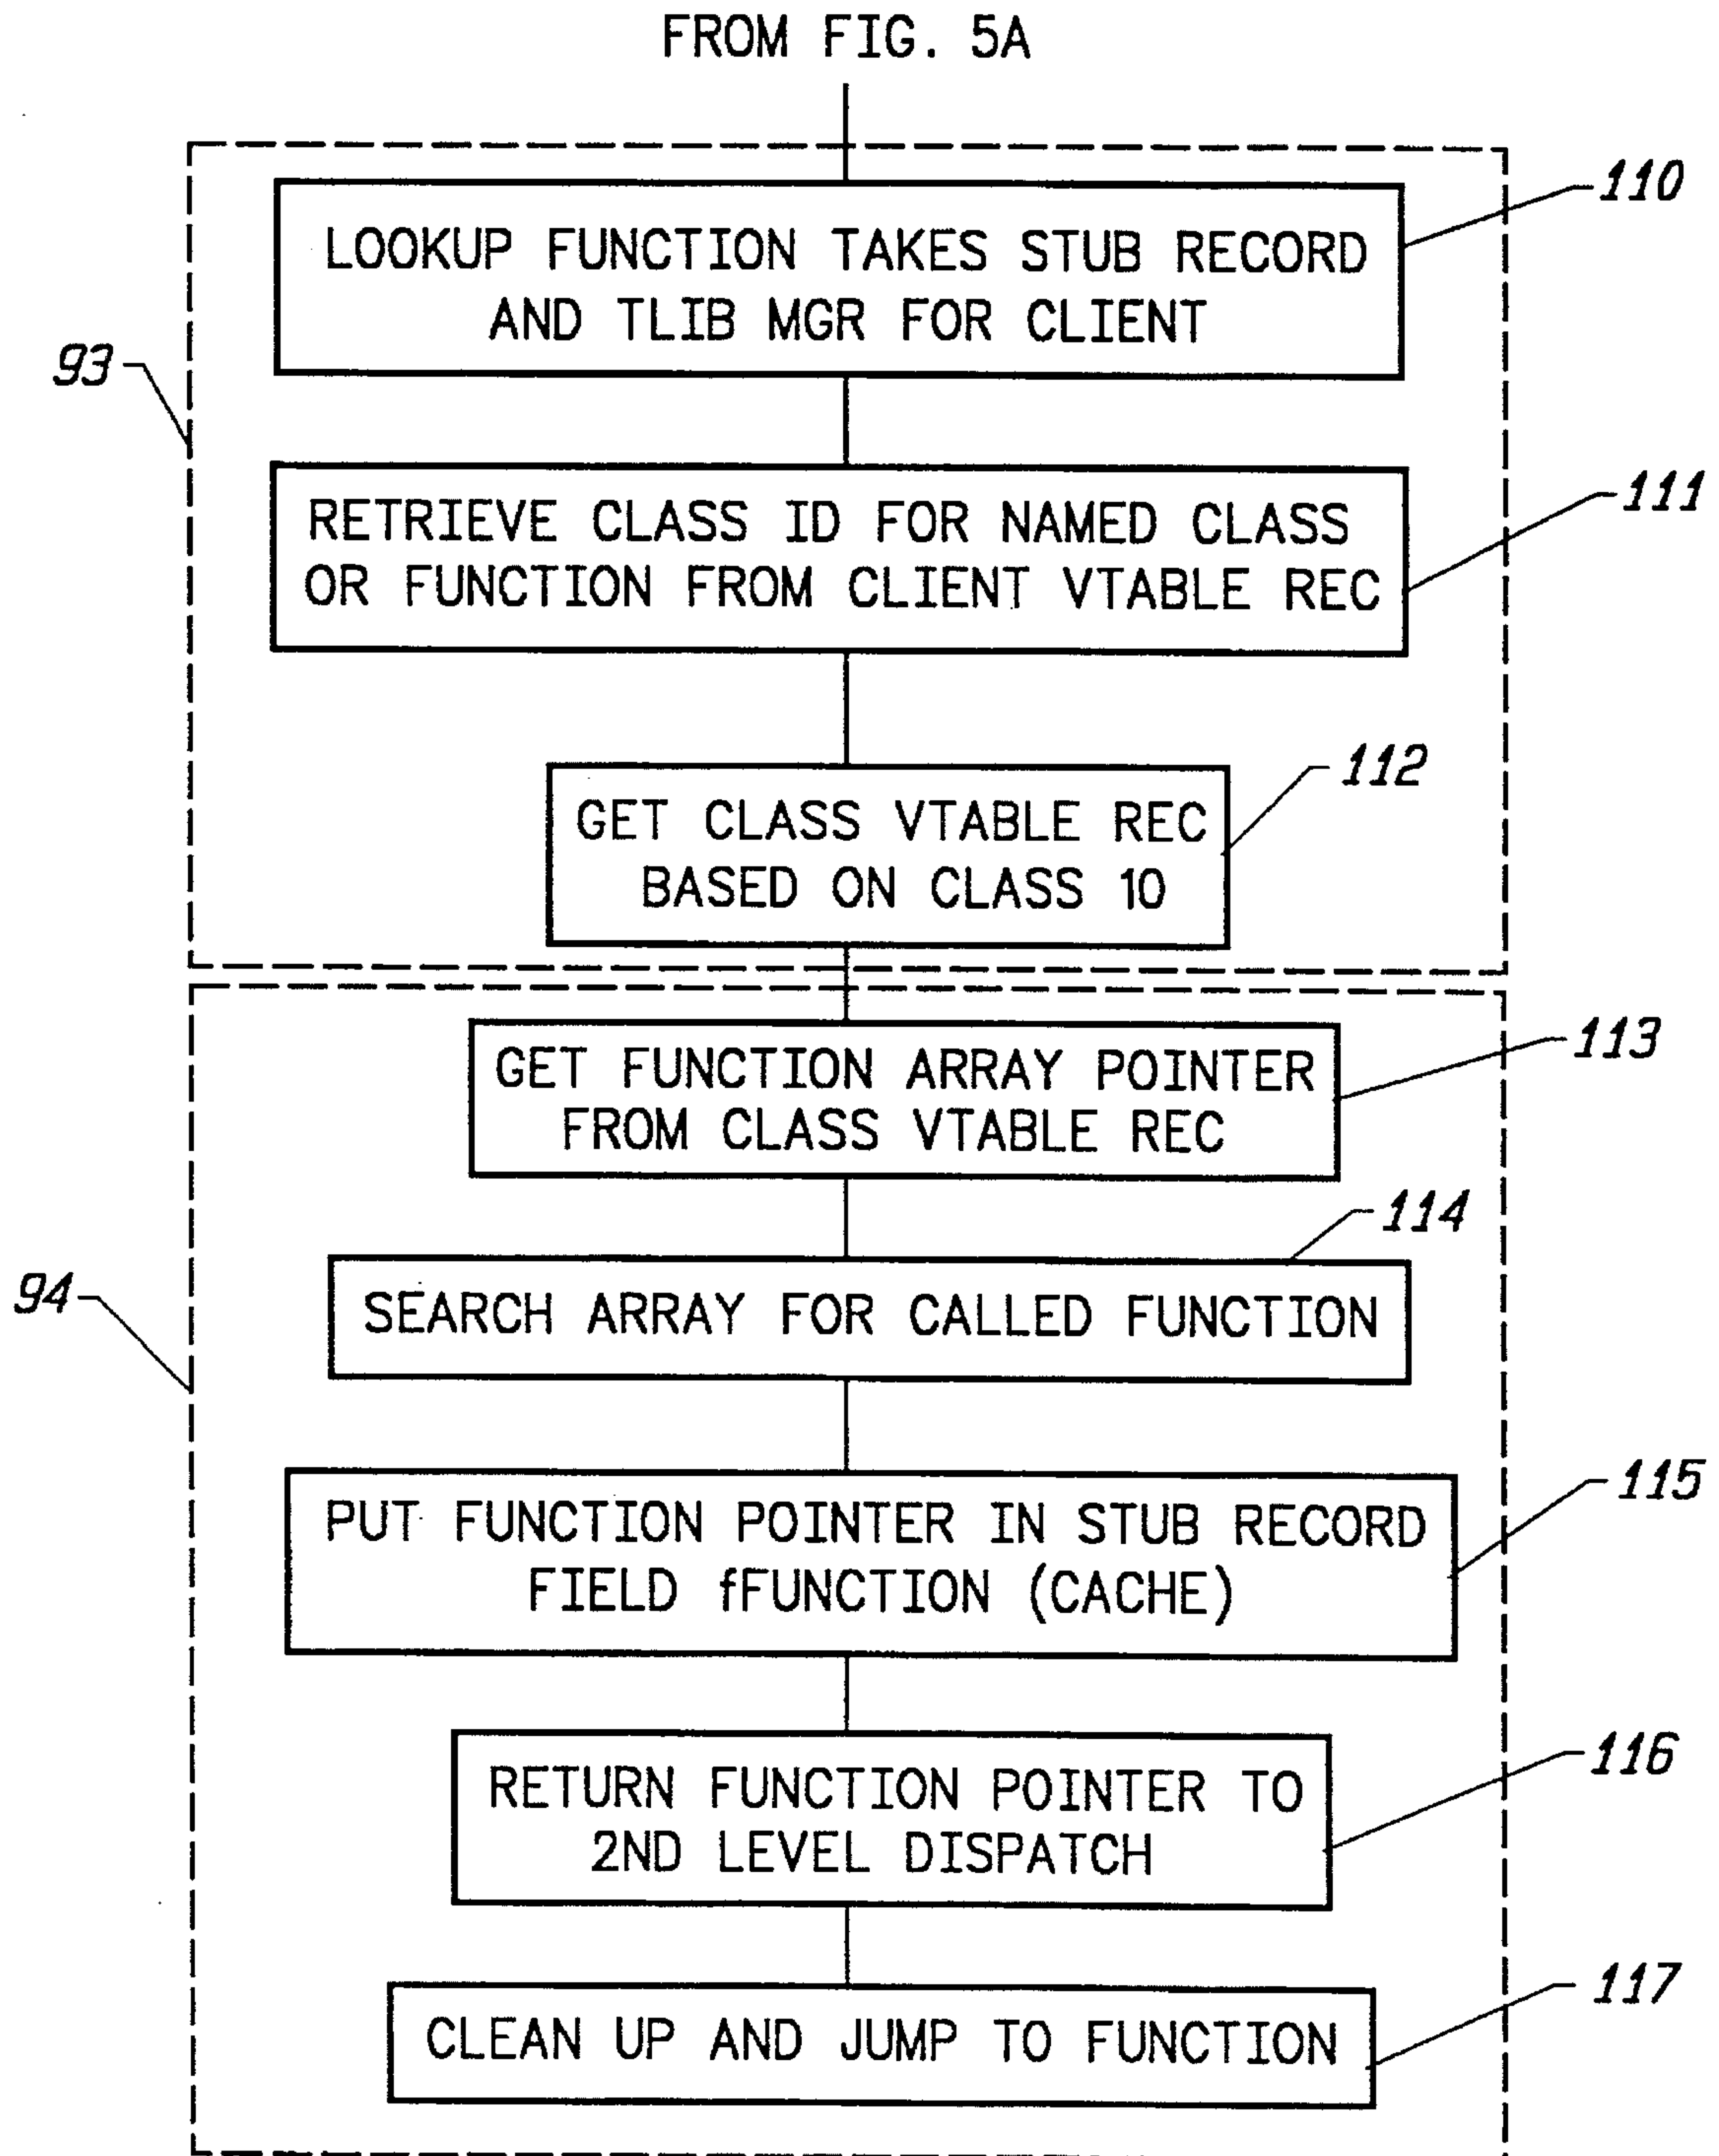 FROM FIG. 5A
110
LOOKUP FUNCTION TAKES STUB RECORD
AND TLIB MGR FOR CLIENT
93
111
RETRIEVE CLASS ID FOR NAMED CLASS
OR FUNCTION FROM CLIENT VTABLE REC
112
GET CLASS VTABLE REC
BASED ON CLASS 10
113
GET FUNCTION ARRAY POINTER
FROM CLASS VTABLE REC
114
94
SEARCH ARRAY FOR CALLED FUNCTION
115
PUT FUNCTION POINTER IN STUB RECORD
FIELD fFUNCTION (CACHE)
116
RETURN FUNCTION POINTER TO
2ND LEVEL DISPATCH
117
CLEAN UP AND JUMP TO FUNCTION